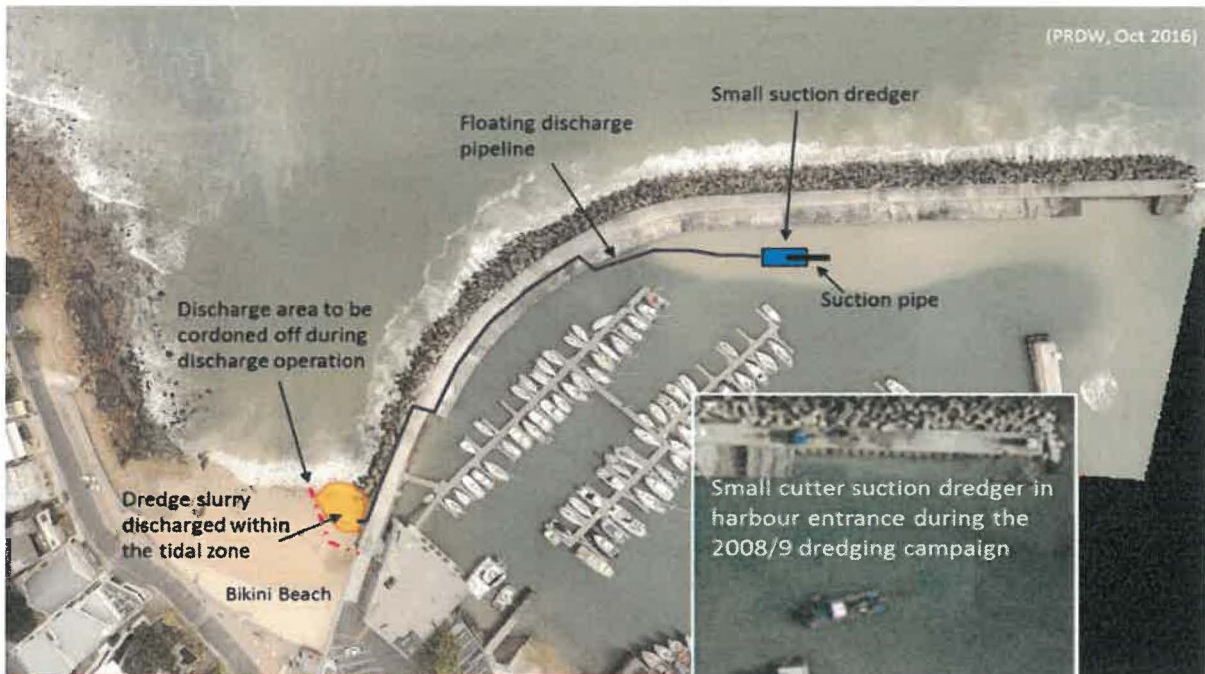 (PRDW, Oct 2016)
Small suction dredger
Floating discharge
pipeline
Suction pipe
Discharge area to be
cordoned off during
discharge operation
Dredge slurry
discharged within
the tidal zone
Bikini Beach
Small cutter suction dredger in
harbour entrance during the
2008/9 dredging campaign